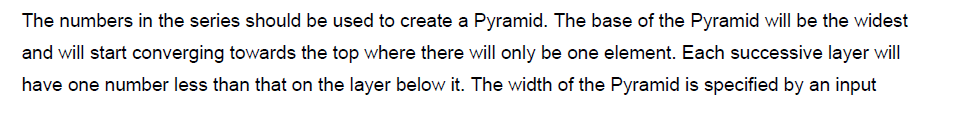 The numbers in the series should be used to create a Pyramid. The base of the Pyramid will be the widest
and will start converging towards the top where there will only be one element. Each successive layer will
have one number less than that on the layer below it. The width of the Pyramid is specified by an input